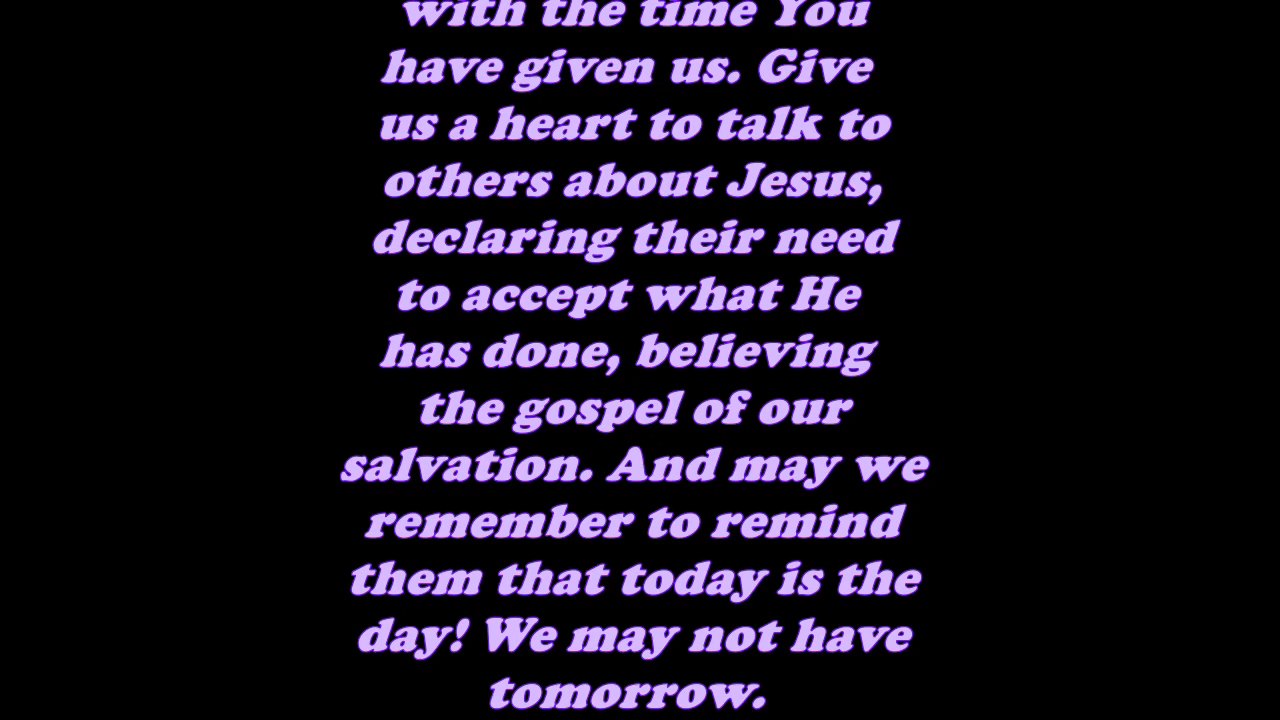 with the time You
have given us. Give
us a heart to talk to
others about Jesus,
declaring their need
to accept what He
has done, believing
the gospel of our
salvation. And may we
remember to remind
them that today is the
day! We may not have
tomorrow.